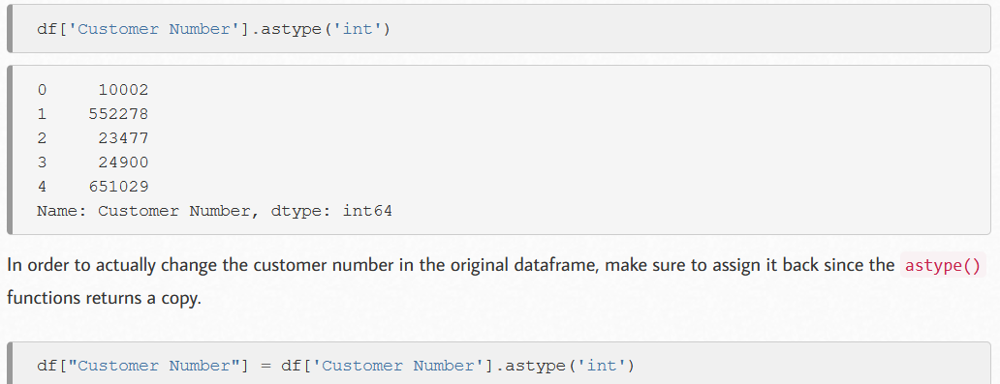 df['Customer Number'].astype('int')
0     10002
1    552278
2     23477
3     24900
4    651029
Name: Customer Number, dtype: int64
In order to actually change the customer number in the original dataframe, make sure to assign it back since the astype()
functions returns a copy.
df["Customer Number"] = df['Customer Number'].astype('int')